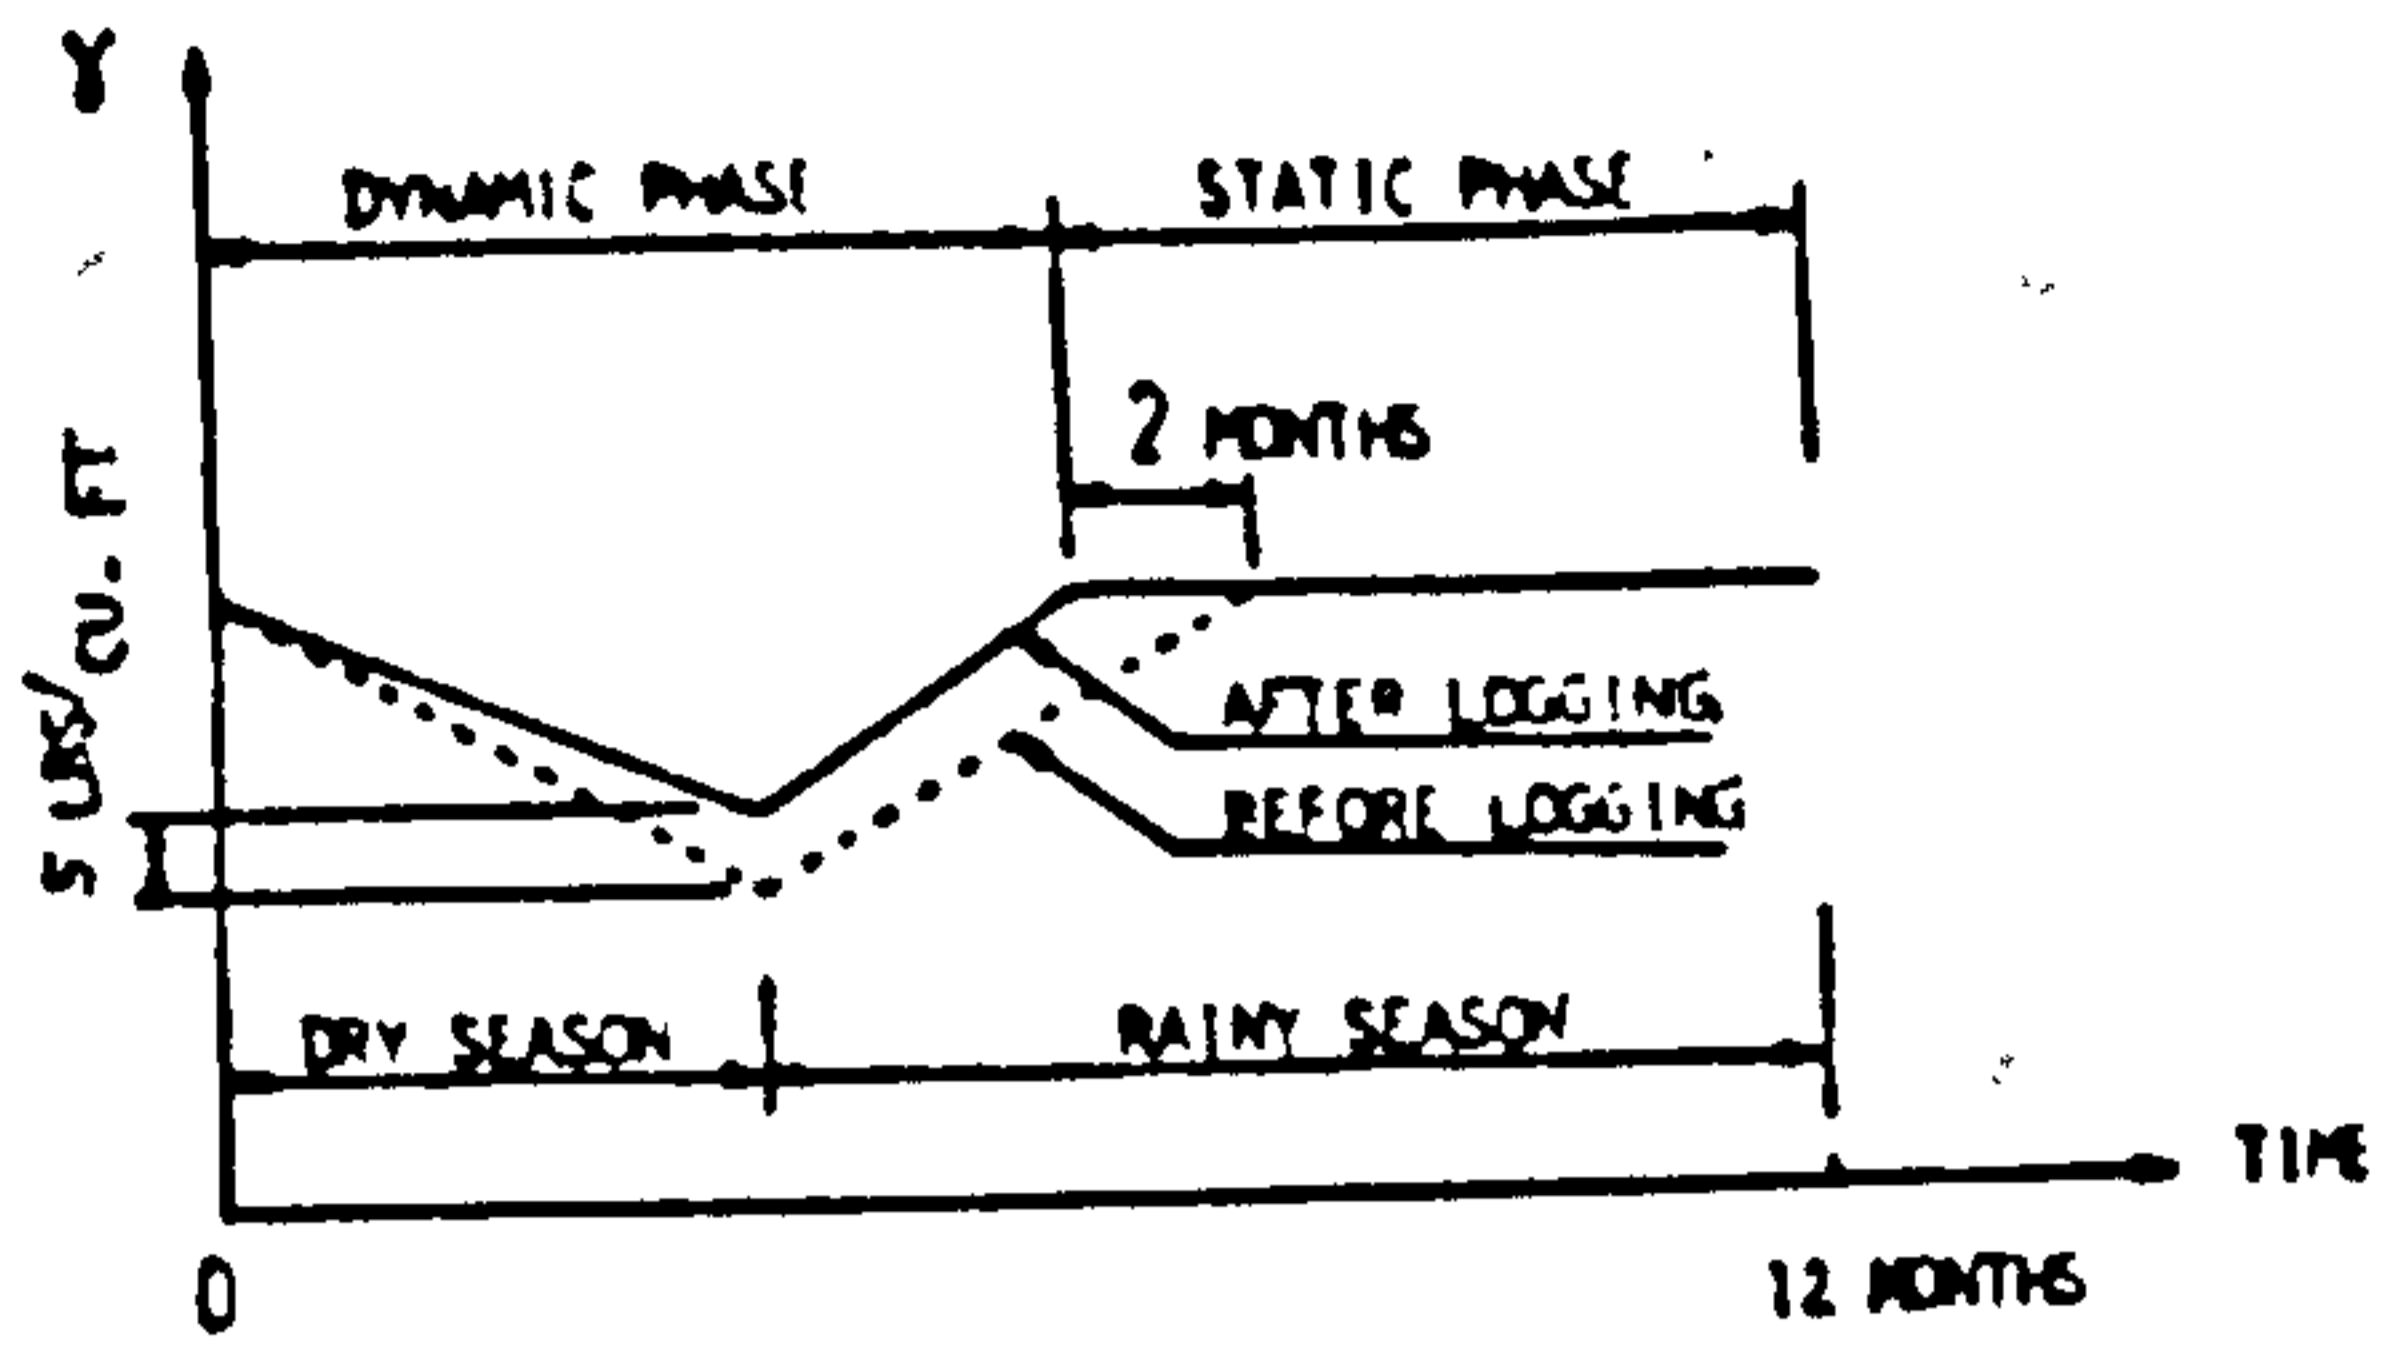 Y
DYNAMIC PHASE
STATIC PHASE
2 MONTHS
CU. FT
AFTER LOGGING
BEFORE LOGGING
5
DRY SEASON
RAINY SEASON
TIME
0
12 MONTHS